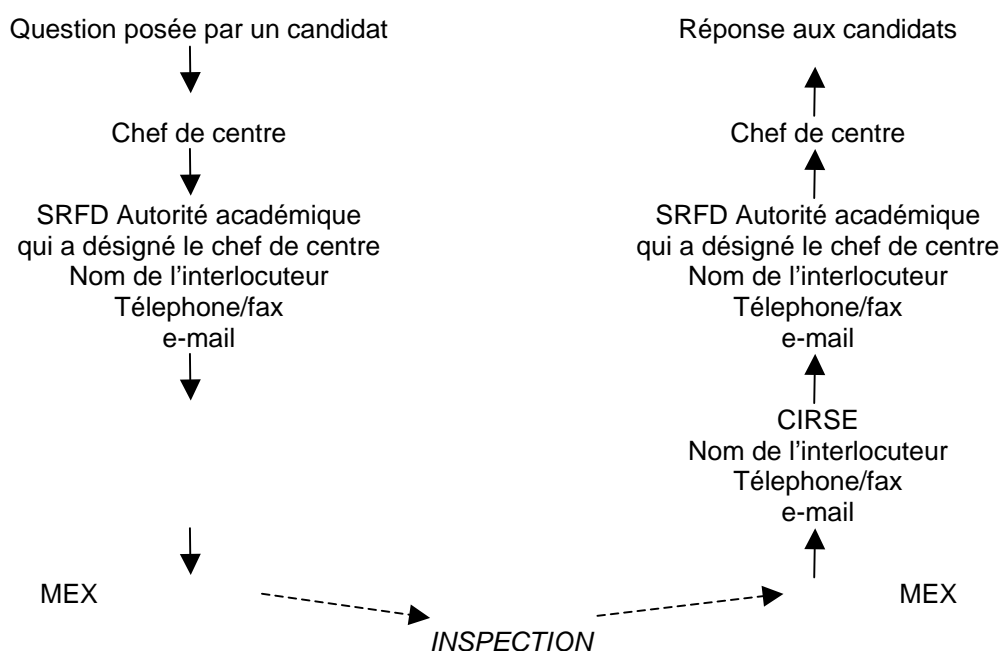 Question posée par un candidat
Chef de centre
SRFD Autorité académique
qui a désigné le chef de centre
Nom de l'interlocuteur
Télephone/fax
e-mail
MEX
INSPECTION
Réponse aux candidats
Chef de centre
SRFD Autorité académique
qui a désigné le chef de centre
Nom de l'interlocuteur
Télephone/fax
e-mail
CIRSE
Nom de l'interlocuteur
Télephone/fax
e-mail
MEX